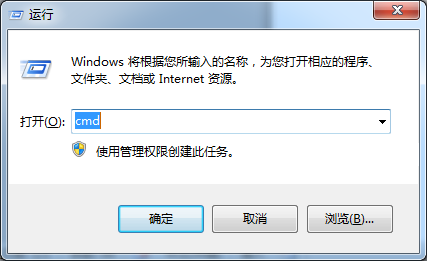 运行
Windows 将根据您所输入的名称，为您打开相应的程序、
文件夹、文档或 Internet 资源。
打开(O): cmd
使用管理权限创建此任务。
确定 取消 浏览(B)...